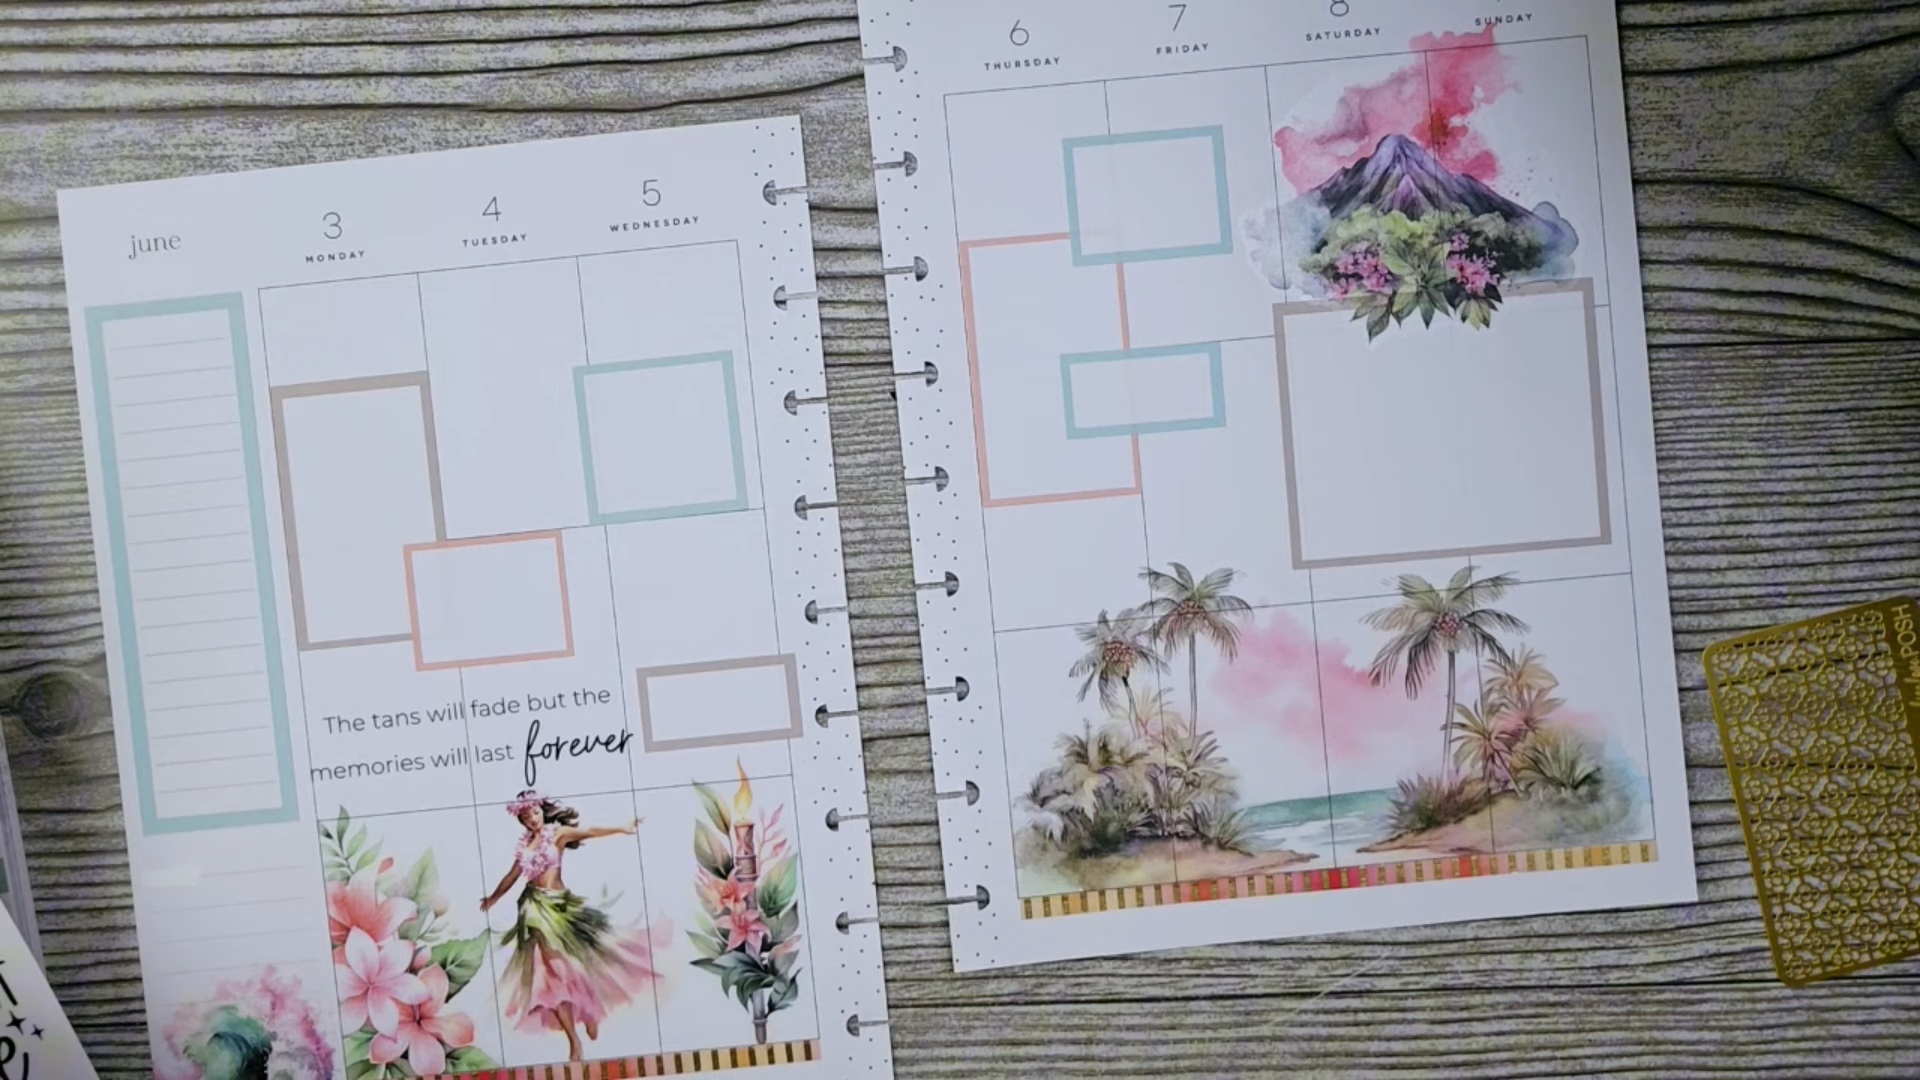 june
3
MONDAY
4
TUESDAY
5
WEDNESDAY
6
THURSDAY
7
FRIDAY
8
SATURDAY
SUNDAY
The tans will fade but the
memories will last forever
POSH